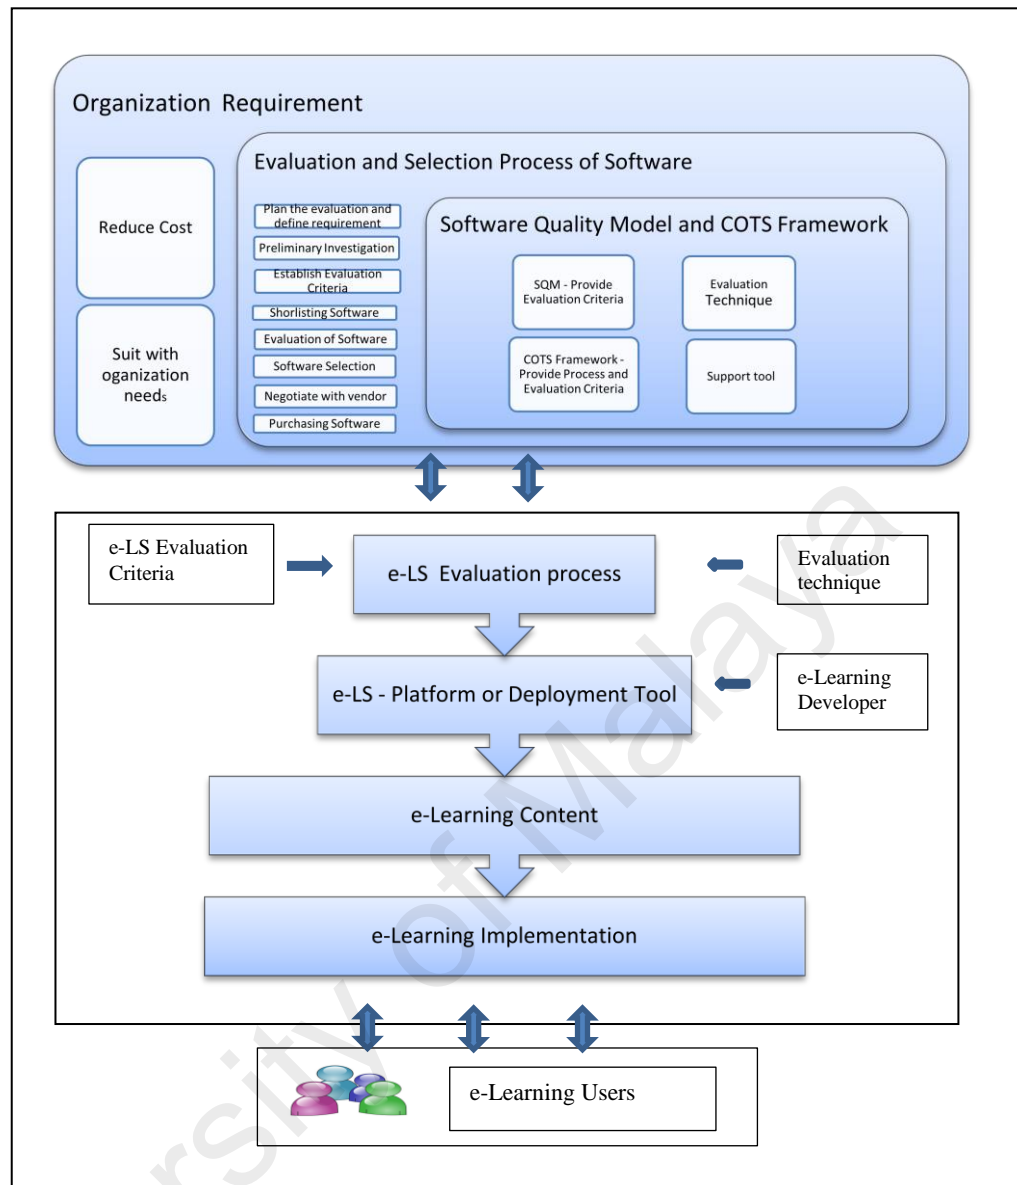 Organization Requirement
Reduce Cost
Suit with
oganization
needs
Evaluation and Selection Process of Software
Plan the evaluation and
define requirement
Preliminary Investigation
Establish Evaluation
Criteria
Shorlisting Software
Evaluation of Software
Software Selection
Negotiate with vendor
Purchasing Software
Software Quality Model and COTS Framework
SQM - Provide
Evaluation Criteria
Evaluation
Technique
COTS Framework -
Provide Process and
Evaluation Criteria
Support tool
e-LS Evaluation
Criteria
e-LS Evaluation process
Evaluation
technique
e-LS - Platform or Deployment Tool
e-Learning
Developer
e-Learning Content
e-Learning Implementation
e-Learning Users
rsity of Malaya